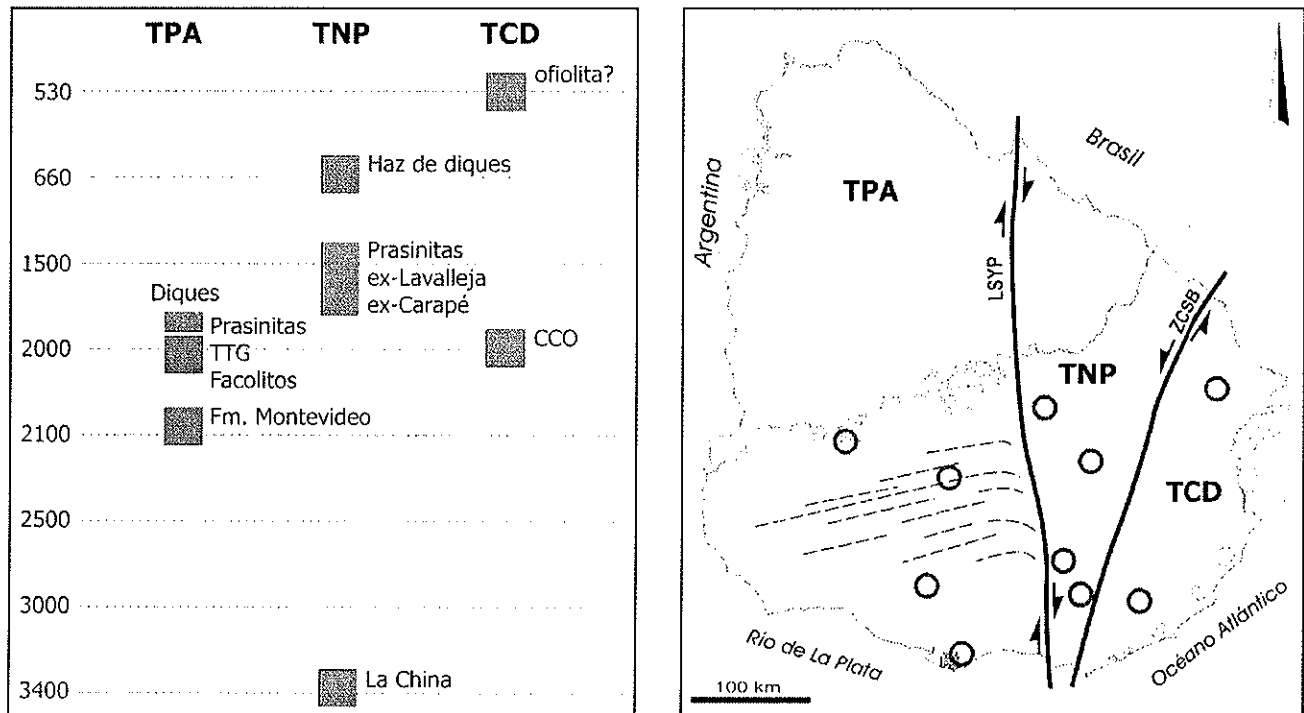 TPA TNP TCD
ofiolita?
530
Haz de diques
660
Prasinitas
1500
ex-Lavalleja
ex-Carapé
Diques
Prasinitas
2000
TTG
CCO
Facolitos
Fm. Montevideo
2100
2500
3000
La China
3400
Brasil
Argentina
TPA
LSYP
ZCSB
TNP
TCD
Río de La Plata
Océano Atlántico
100 km